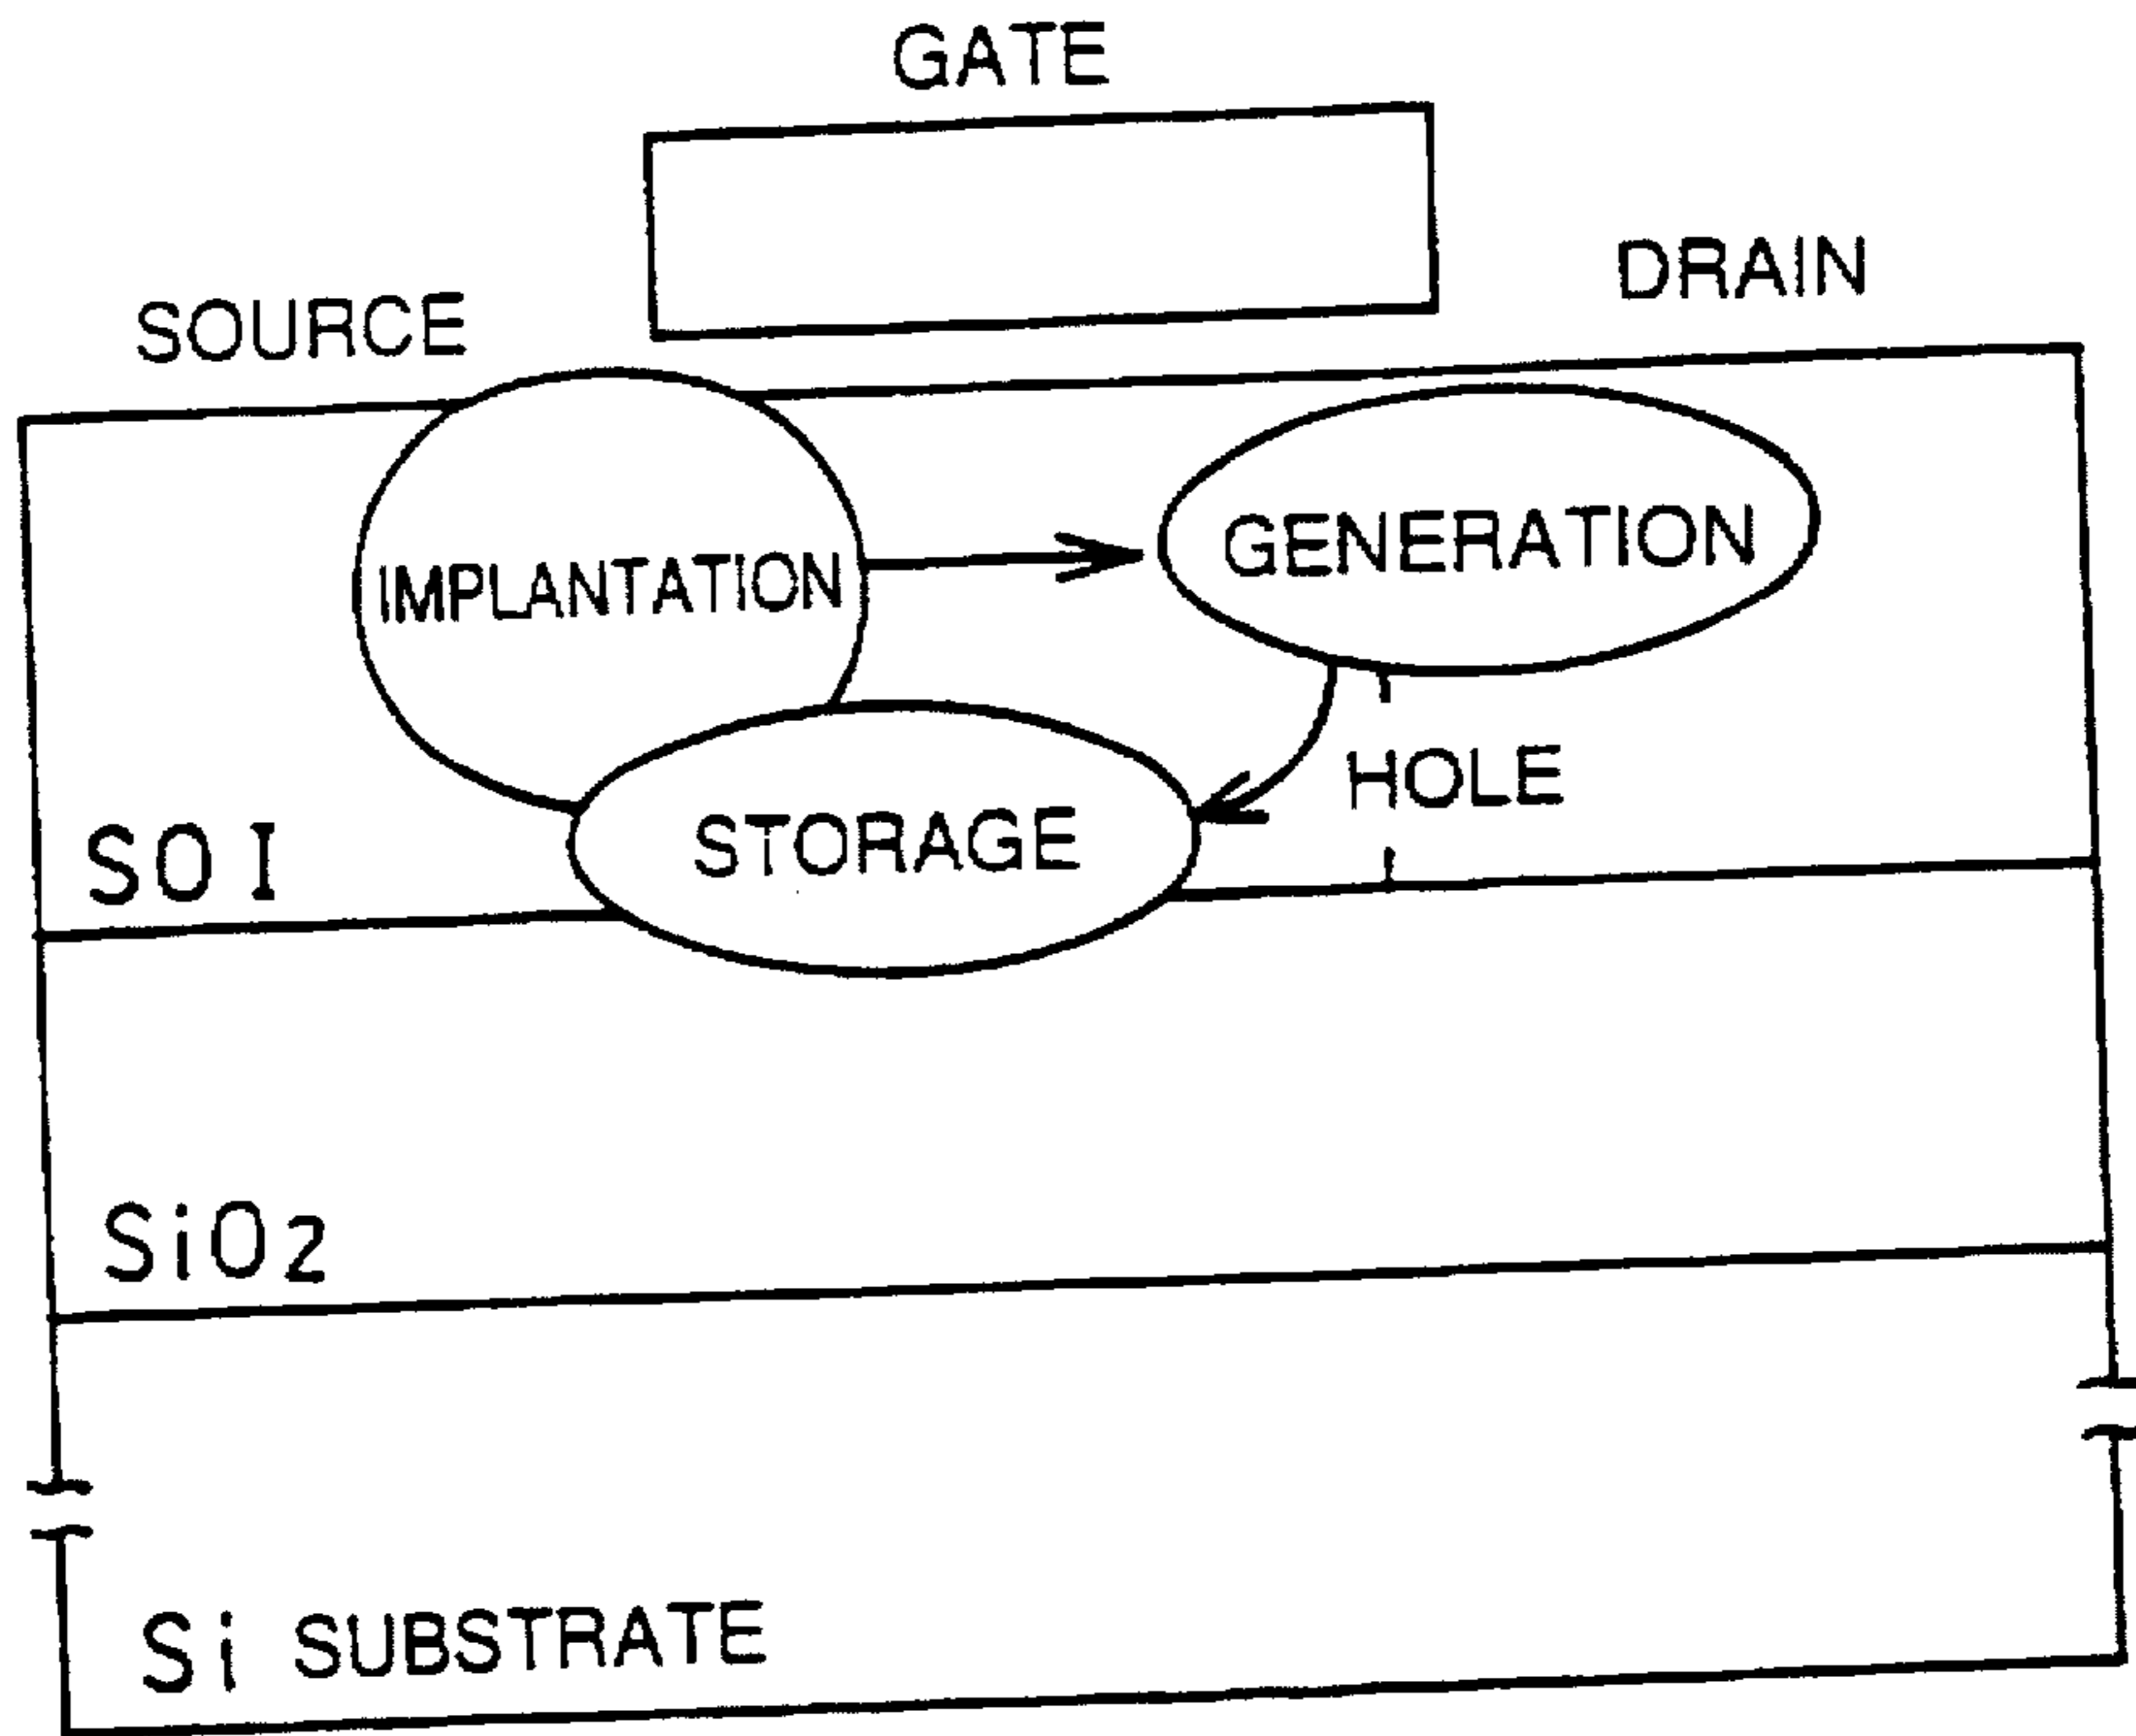 GATE
DRAIN
SOURCE
GENERATION
IMPLANTATION
HOLE
STORAGE
SOI
SiO2
Si SUBSTRATE